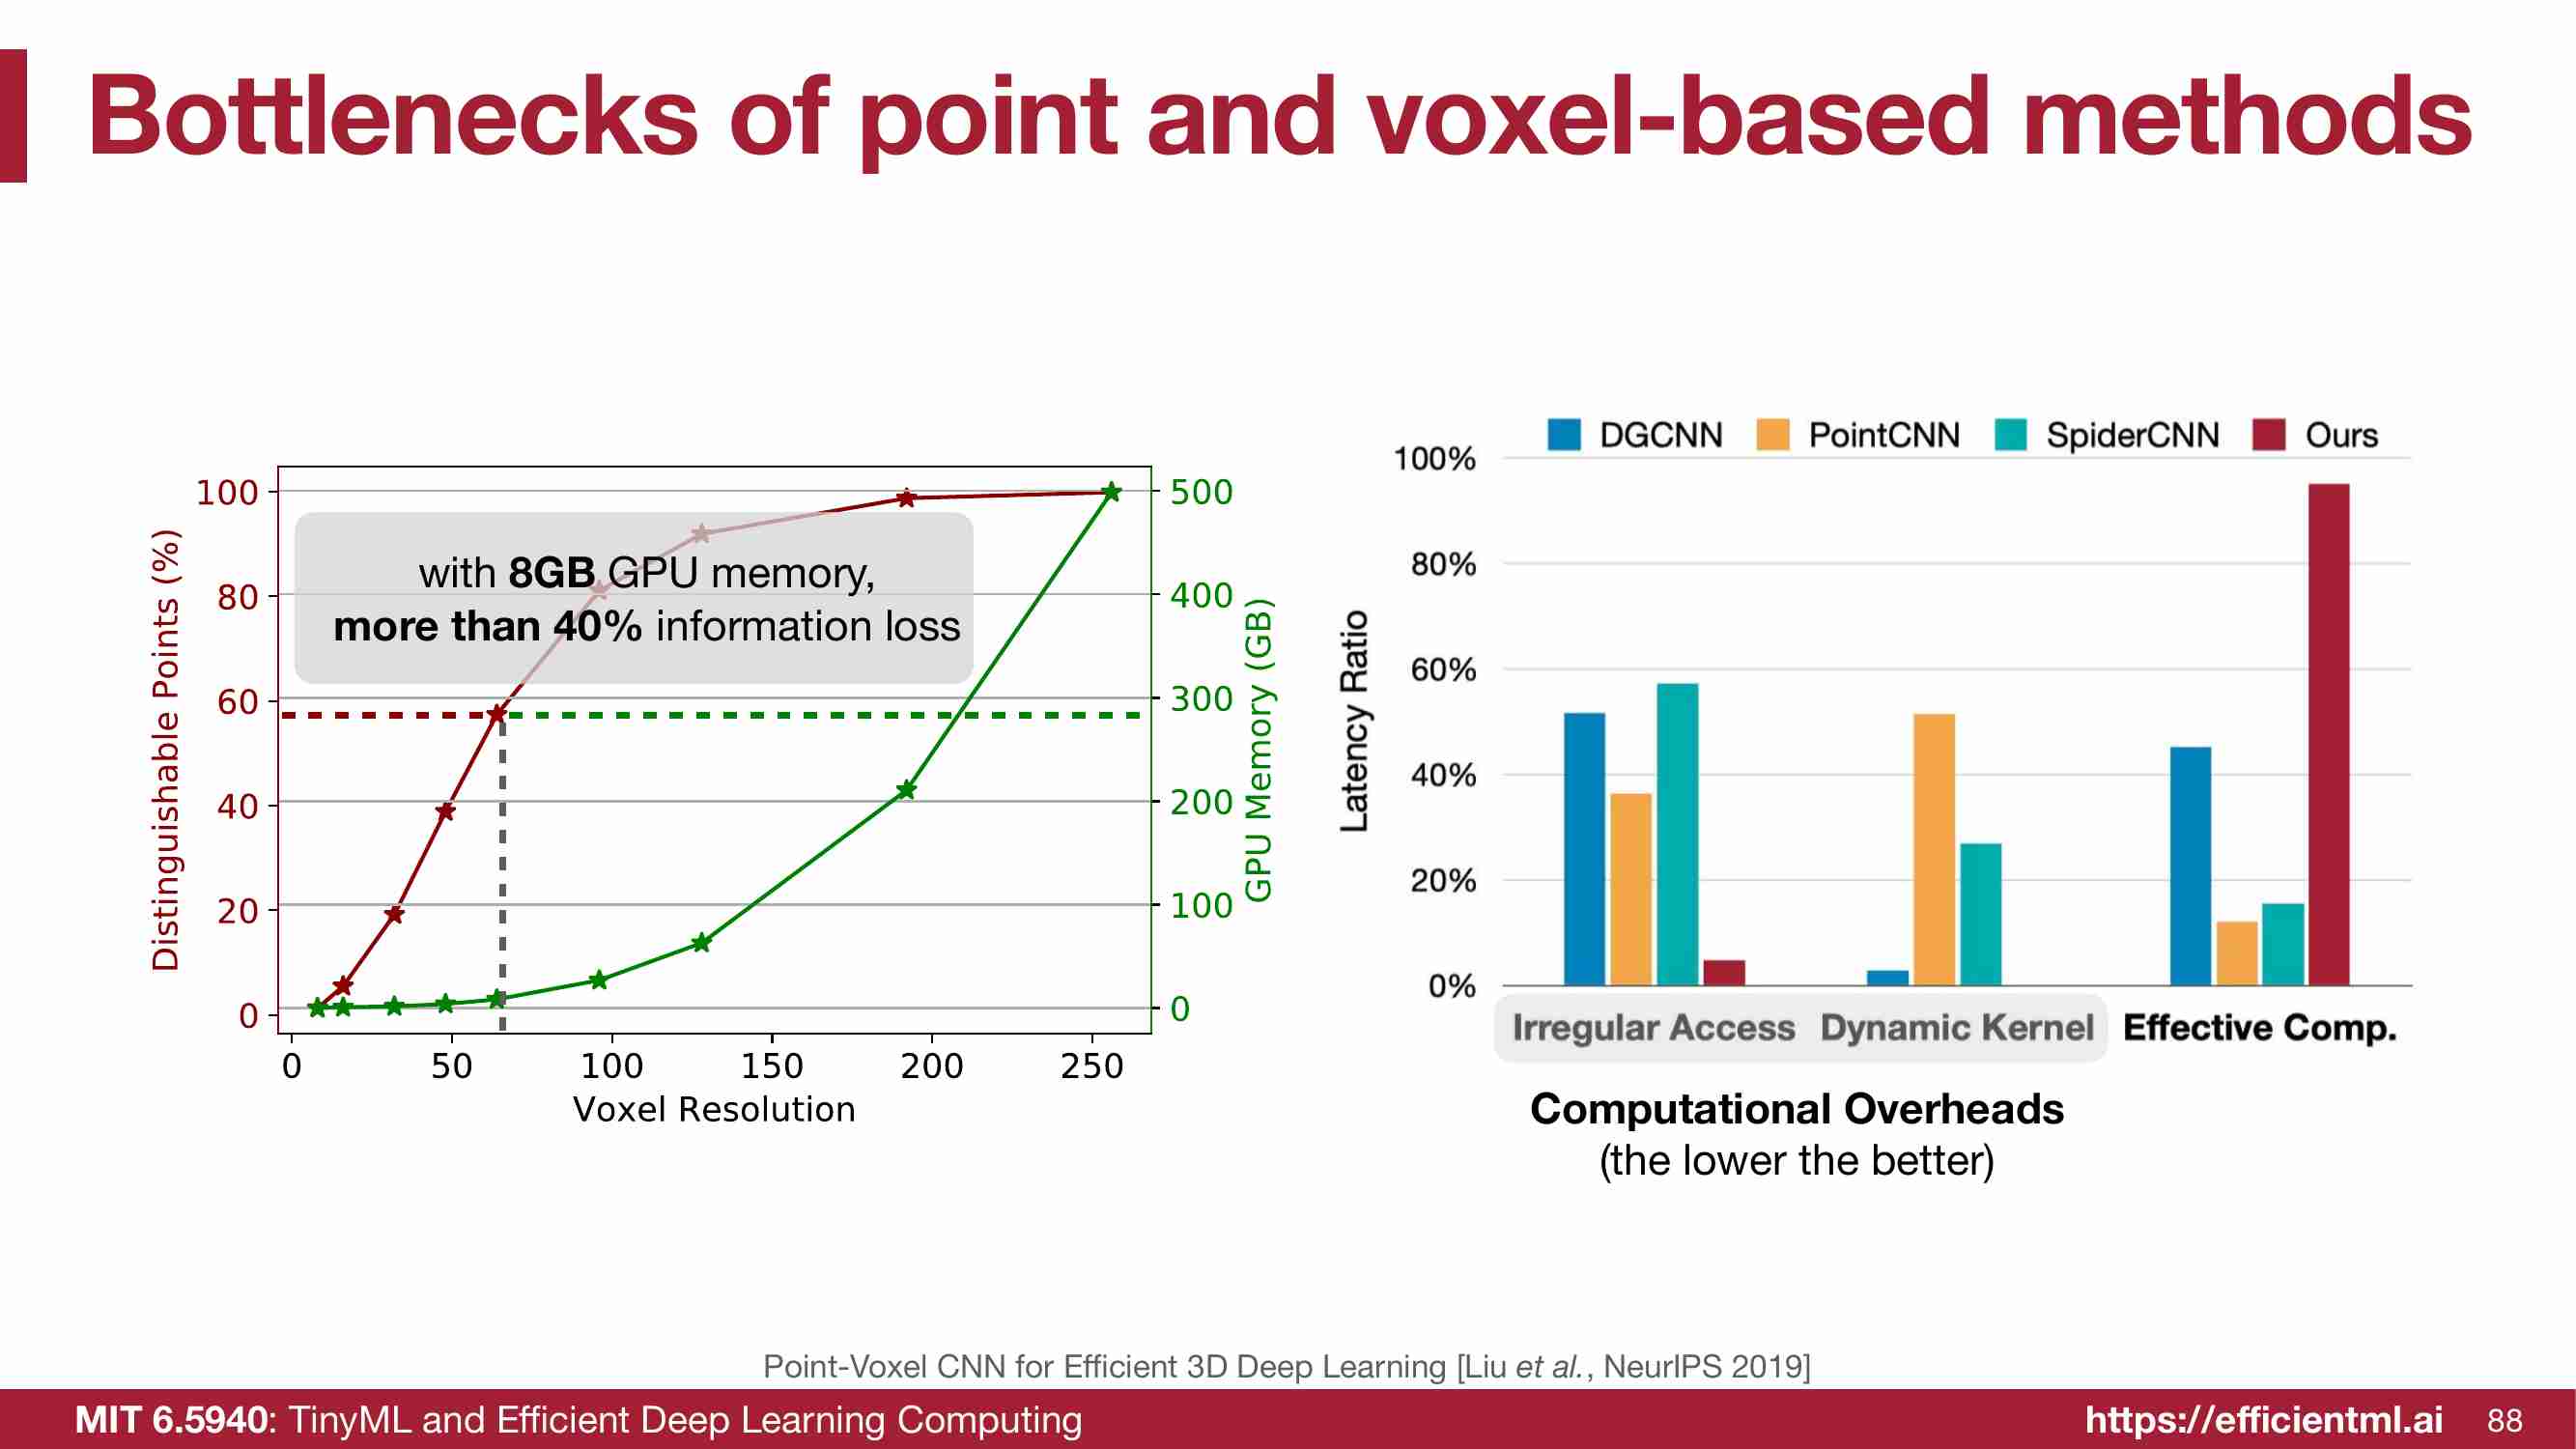 Bottlenecks of point and voxel-based methods
with 8GB GPU memory,
more than 40% information loss
Distinguishable Points (%)
100
80
60
40
20
0
500
400
300
200
100
0
GPU Memory (GB)
0 50 100 150 200 250
Voxel Resolution
DGCNN PointCNN SpiderCNN Ours
Latency Ratio
100%
80%
60%
40%
20%
0%
Irregular Access Dynamic Kernel Effective Comp.
Computational Overheads
(the lower the better)
Point-Voxel CNN for Efficient 3D Deep Learning [Liu et al., NeurIPS 2019]
MIT 6.5940: TinyML and Efficient Deep Learning Computing
https://efficientml.ai 88